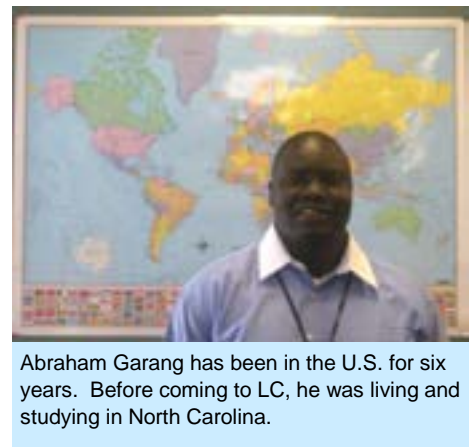 Abraham Garang has been in the U.S. for six
years.  Before coming to LC, he was living and
studying in North Carolina.